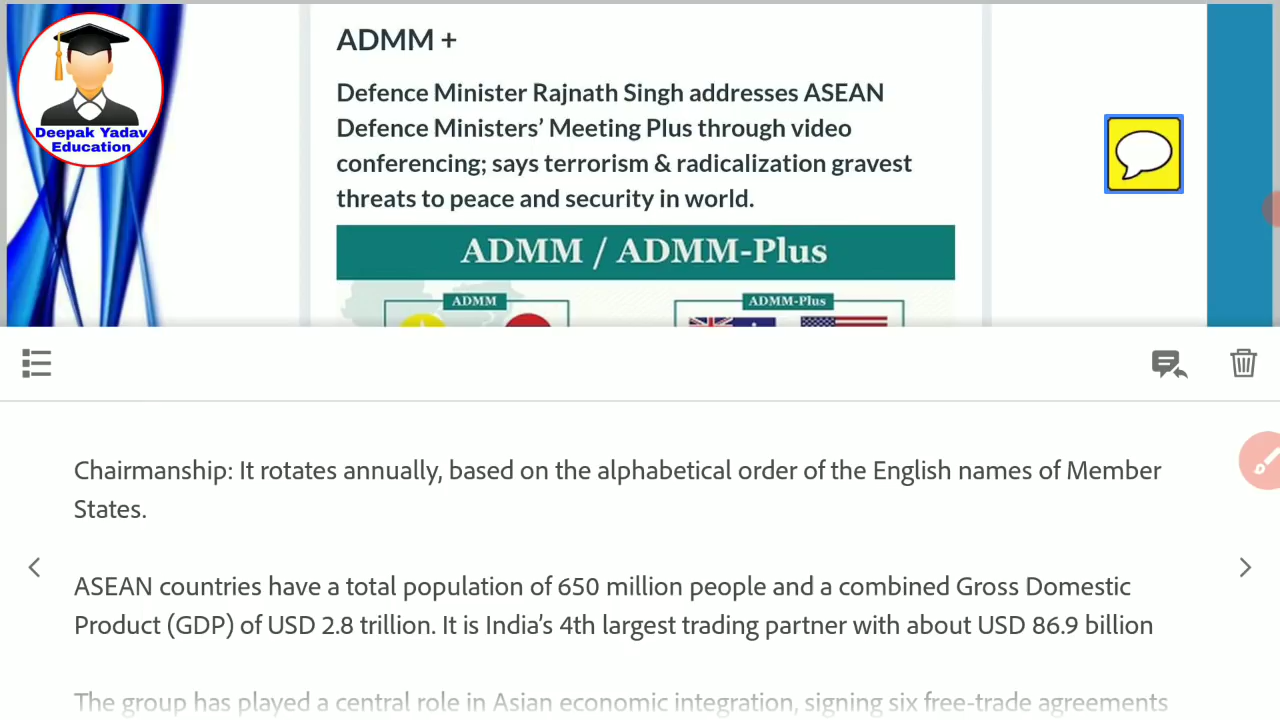 Deepak Yadav
Education
ADMM +
Defence Minister Rajnath Singh addresses ASEAN
Defence Ministers’ Meeting Plus through video
conferencing; says terrorism & radicalization gravest
threats to peace and security in world.
ADMM / ADMM-Plus
ADMM
ADMM-Plus
Chairmanship: It rotates annually, based on the alphabetical order of the English names of Member
States.
ASEAN countries have a total population of 650 million people and a combined Gross Domestic
Product (GDP) of USD 2.8 trillion. It is India’s 4th largest trading partner with about USD 86.9 billion
The group has played a central role in Asian economic integration, signing six free-trade agreements